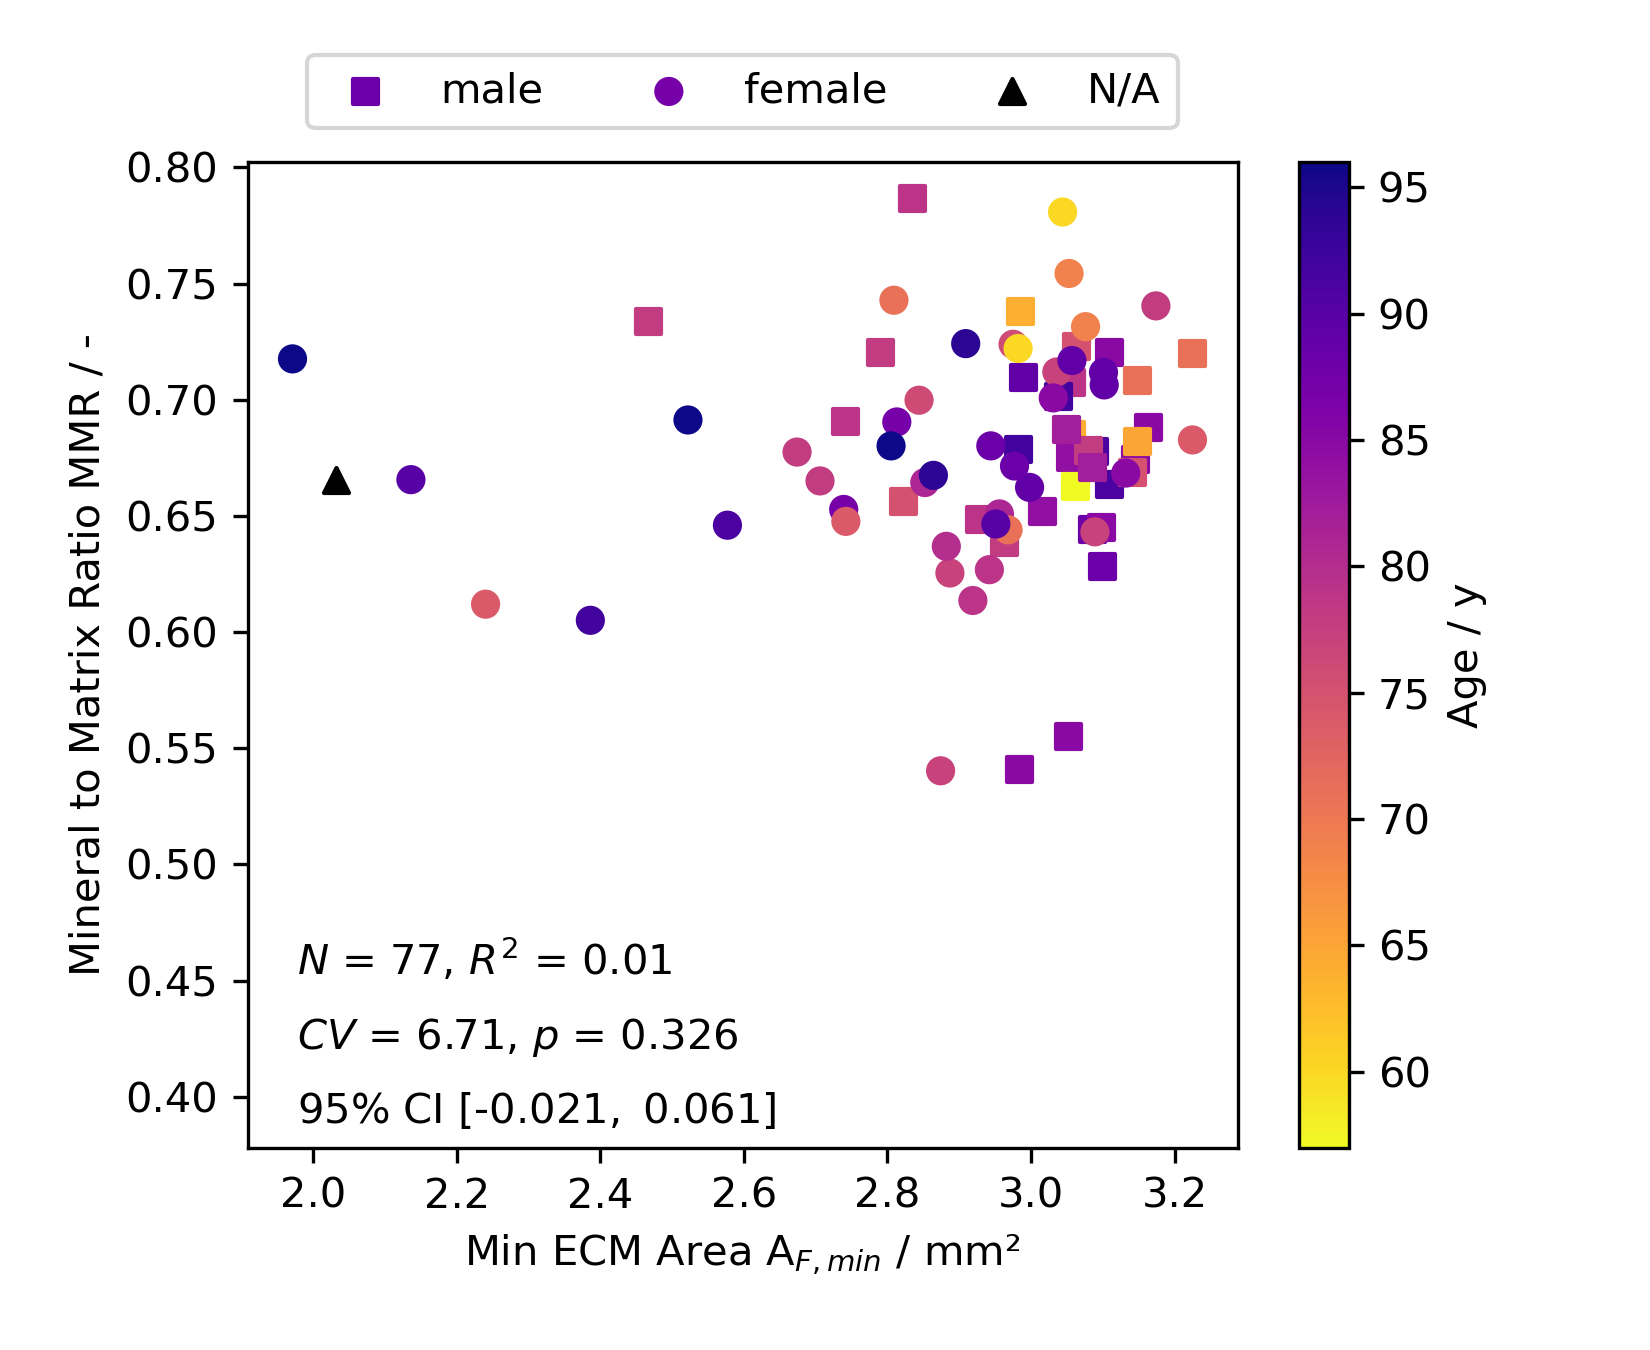 male female N/A
0.80
0.75
0.70
0.65
0.60
0.55
0.50
0.45
0.40
Mineral to Matrix Ratio MMR / -
N = 77, R² = 0.01
CV = 6.71, p = 0.326
95% CI [-0.021, 0.061]
2.0 2.2 2.4 2.6 2.8 3.0 3.2
Min ECM Area A_F,min / mm²
95
90
85
80
75
70
65
60
Age / y